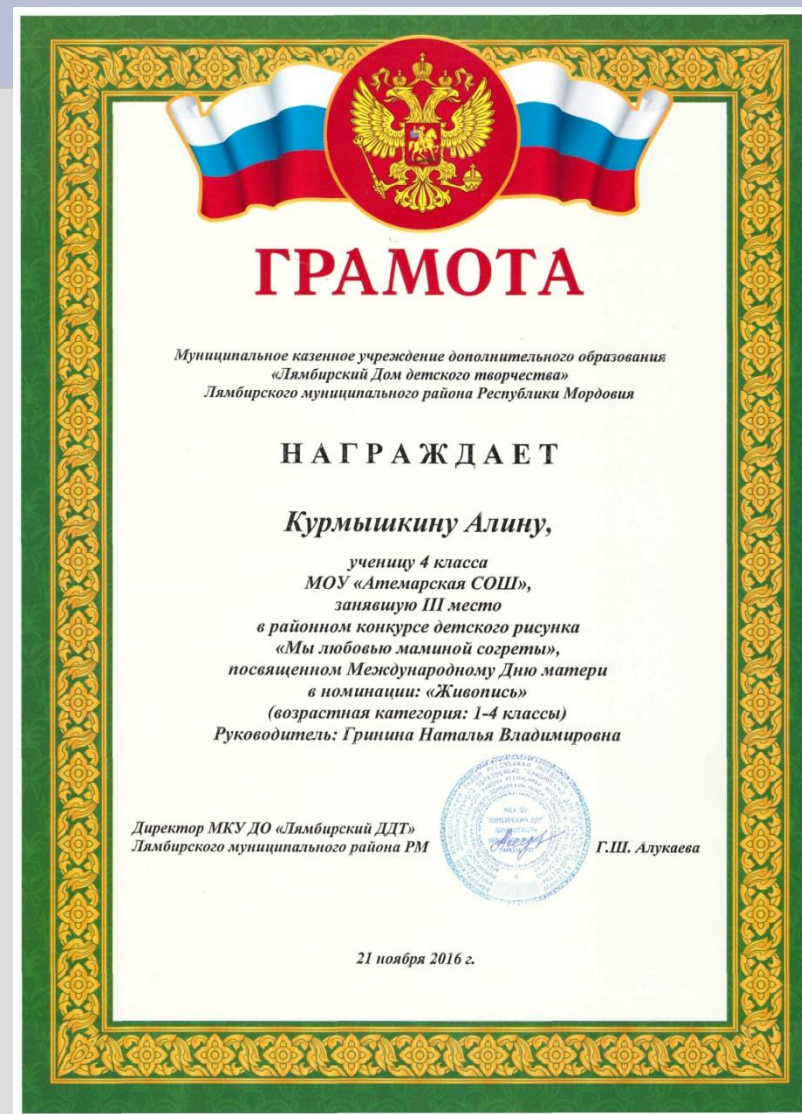 ГРАМОТА
Муниципальное казенное учреждение дополнительного образования
«Лямбирский Дом детского творчества»
Лямбирского муниципального района Республики Мордовия
НАГРАЖДАЕТ
Курмышкину Алину,
ученицу 4 класса
МОУ «Атемарская СОШ»,
занявшую III место
в районном конкурсе детского рисунка
«Мы любовью маминой согреты»,
посвященном Международному Дню матери
в номинации: «Живопись»
(возрастная категория: 1-4 классы)
Руководитель: Гринина Наталья Владимировна
Директор МКУ ДО «Лямбирский ДДТ»
Лямбирского муниципального района РМ
Г.Ш. Алукаева
21 ноября 2016 г.